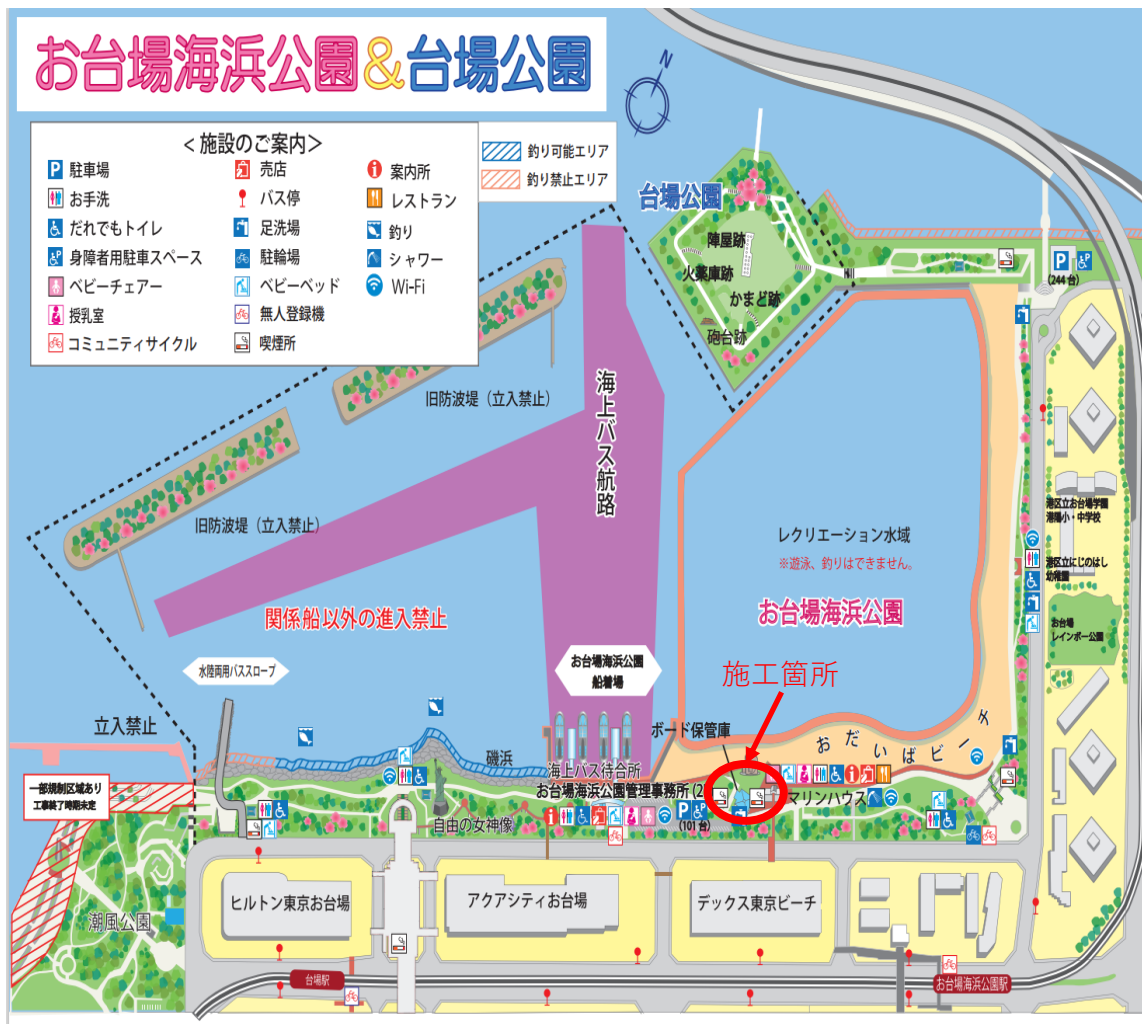 お台場海浜公園&台場公園
N
<施設のご案内>
駐車場
お手洗
だれでもトイレ
身障者用駐車スペース
ベビーチェアー
授乳室
コミュニティサイクル
売店
バス停
足洗場
駐輪場
ベビーベッド
無人登録機
喫煙所
案内所
レストラン
釣り
シャワー
Wi-Fi
釣り可能エリア
釣り禁止エリア
台場公園
陣屋跡
火薬庫跡
かまど跡
砲台跡
P
(244台)
旧防波堤(立入禁止)
旧防波堤(立入禁止)
海上バス航路
港区立お台場学園
港陽小・中学校
港区立にじのはし
幼稚園
お台場
レインボー公園
レクリエーション水域
※遊泳、釣りはできません。
お台場海浜公園
関係船以外の進入禁止
水陸両用バススロープ
お台場海浜公園
船着場
施工箇所
立入禁止
ボード保管庫
おだいばビーチ
磯浜
海上バス待合所
お台場海浜公園管理事務所(2
マリンハウス
一部規制区域あり
工事終了時期未定
自由の女神像
P
(101台)
潮風公園
ヒルトン東京お台場
アクアシティお台場
デックス東京ビーチ
台場駅
お台場海浜公園駅